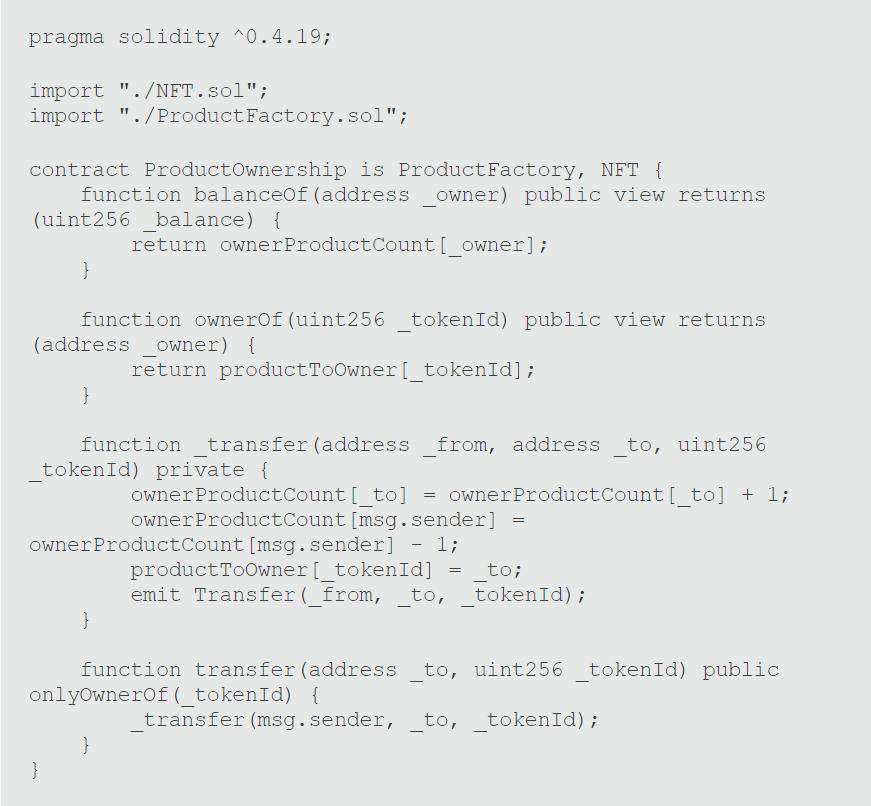 pragma solidity ^0.4.19;
import "./NFT.sol";
import "./ProductFactory.sol";
contract ProductOwnership is ProductFactory, NFT {
    function balanceOf(address _owner) public view returns
(uint256 _balance) {
        return ownerProductCount[_owner];
    }
    function ownerOf(uint256 _tokenId) public view returns
(address _owner) {
        return productToOwner[_tokenId];
    }
    function _transfer(address _from, address _to, uint256
_tokenId) private {
        ownerProductCount[_to] = ownerProductCount[_to] + 1;
        ownerProductCount[msg.sender] =
ownerProductCount[msg.sender] - 1;
        productToOwner[_tokenId] = _to;
        emit Transfer(_from, _to, _tokenId);
    }
    function transfer(address _to, uint256 _tokenId) public
onlyOwnerOf(_tokenId) {
        _transfer(msg.sender, _to, _tokenId);
    }
}